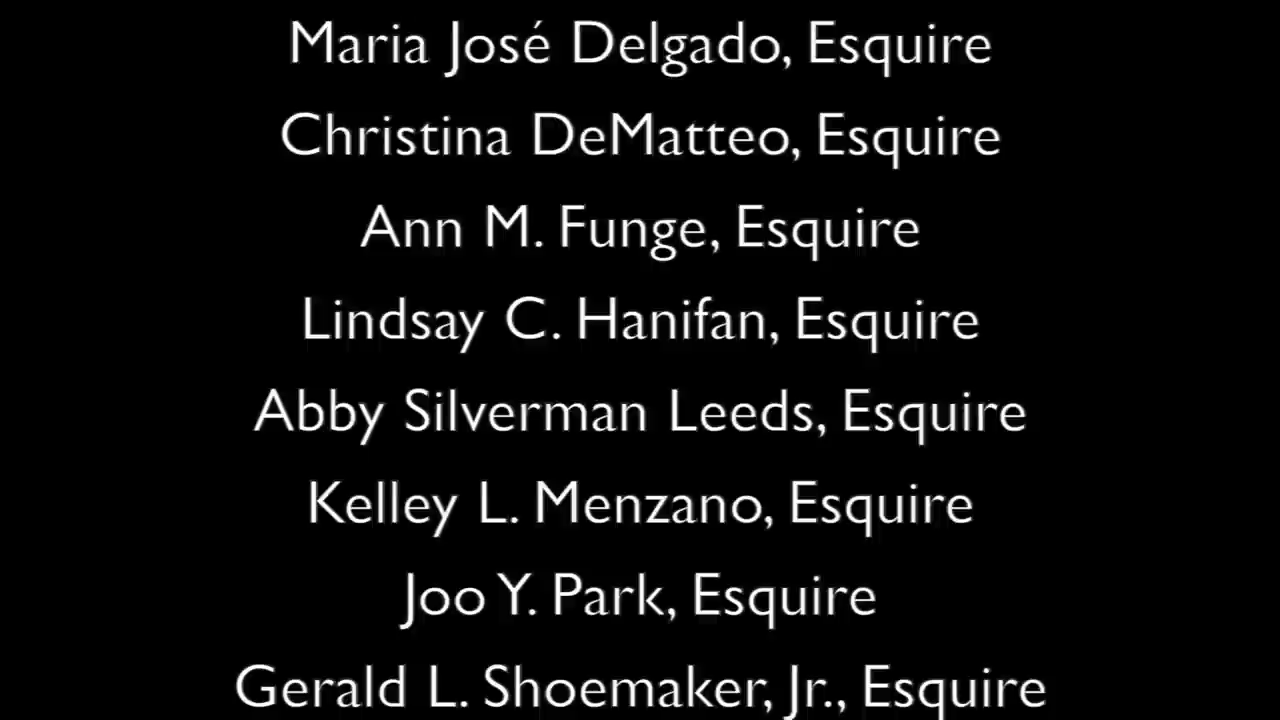 Maria José Delgado, Esquire
Christina DeMatteo, Esquire
Ann M. Funge, Esquire
Lindsay C. Hanifan, Esquire
Abby Silverman Leeds, Esquire
Kelley L. Menzano, Esquire
Joo Y. Park, Esquire
Gerald L. Shoemaker, Jr., Esquire